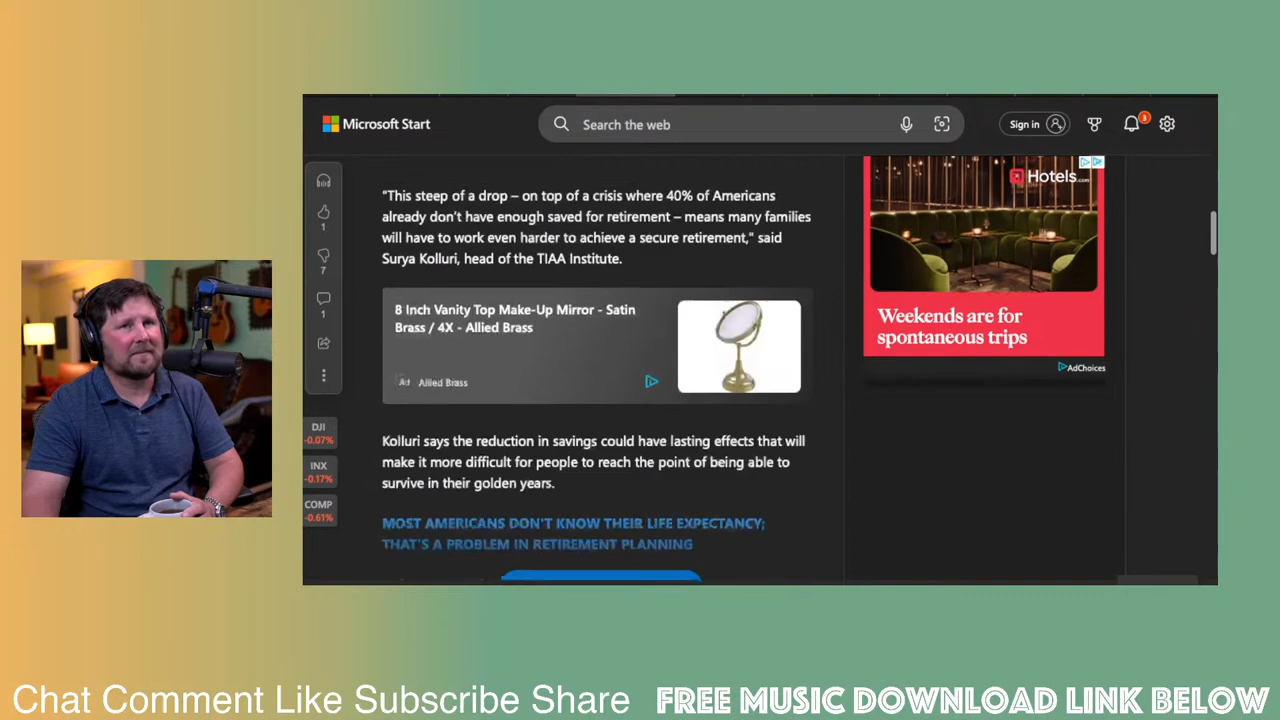 Microsoft Start
Search the web
Sign in
3
1
7
1
"This steep of a drop – on top of a crisis where 40% of Americans
already don't have enough saved for retirement – means many families
will have to work even harder to achieve a secure retirement," said
Surya Kolluri, head of the TIAA Institute.
8 Inch Vanity Top Make-Up Mirror - Satin
Brass / 4X - Allied Brass
Ad Allied Brass
Hotels.com
Weekends are for
spontaneous trips
AdChoices
DJI
-0.07%
INX
-0.17%
COMP
-0.61%
Kolluri says the reduction in savings could have lasting effects that will
make it more difficult for people to reach the point of being able to
survive in their golden years.
MOST AMERICANS DON'T KNOW THEIR LIFE EXPECTANCY;
THAT'S A PROBLEM IN RETIREMENT PLANNING
Chat Comment Like Subscribe Share
FREE MUSIC DOWNLOAD LINK BELOW